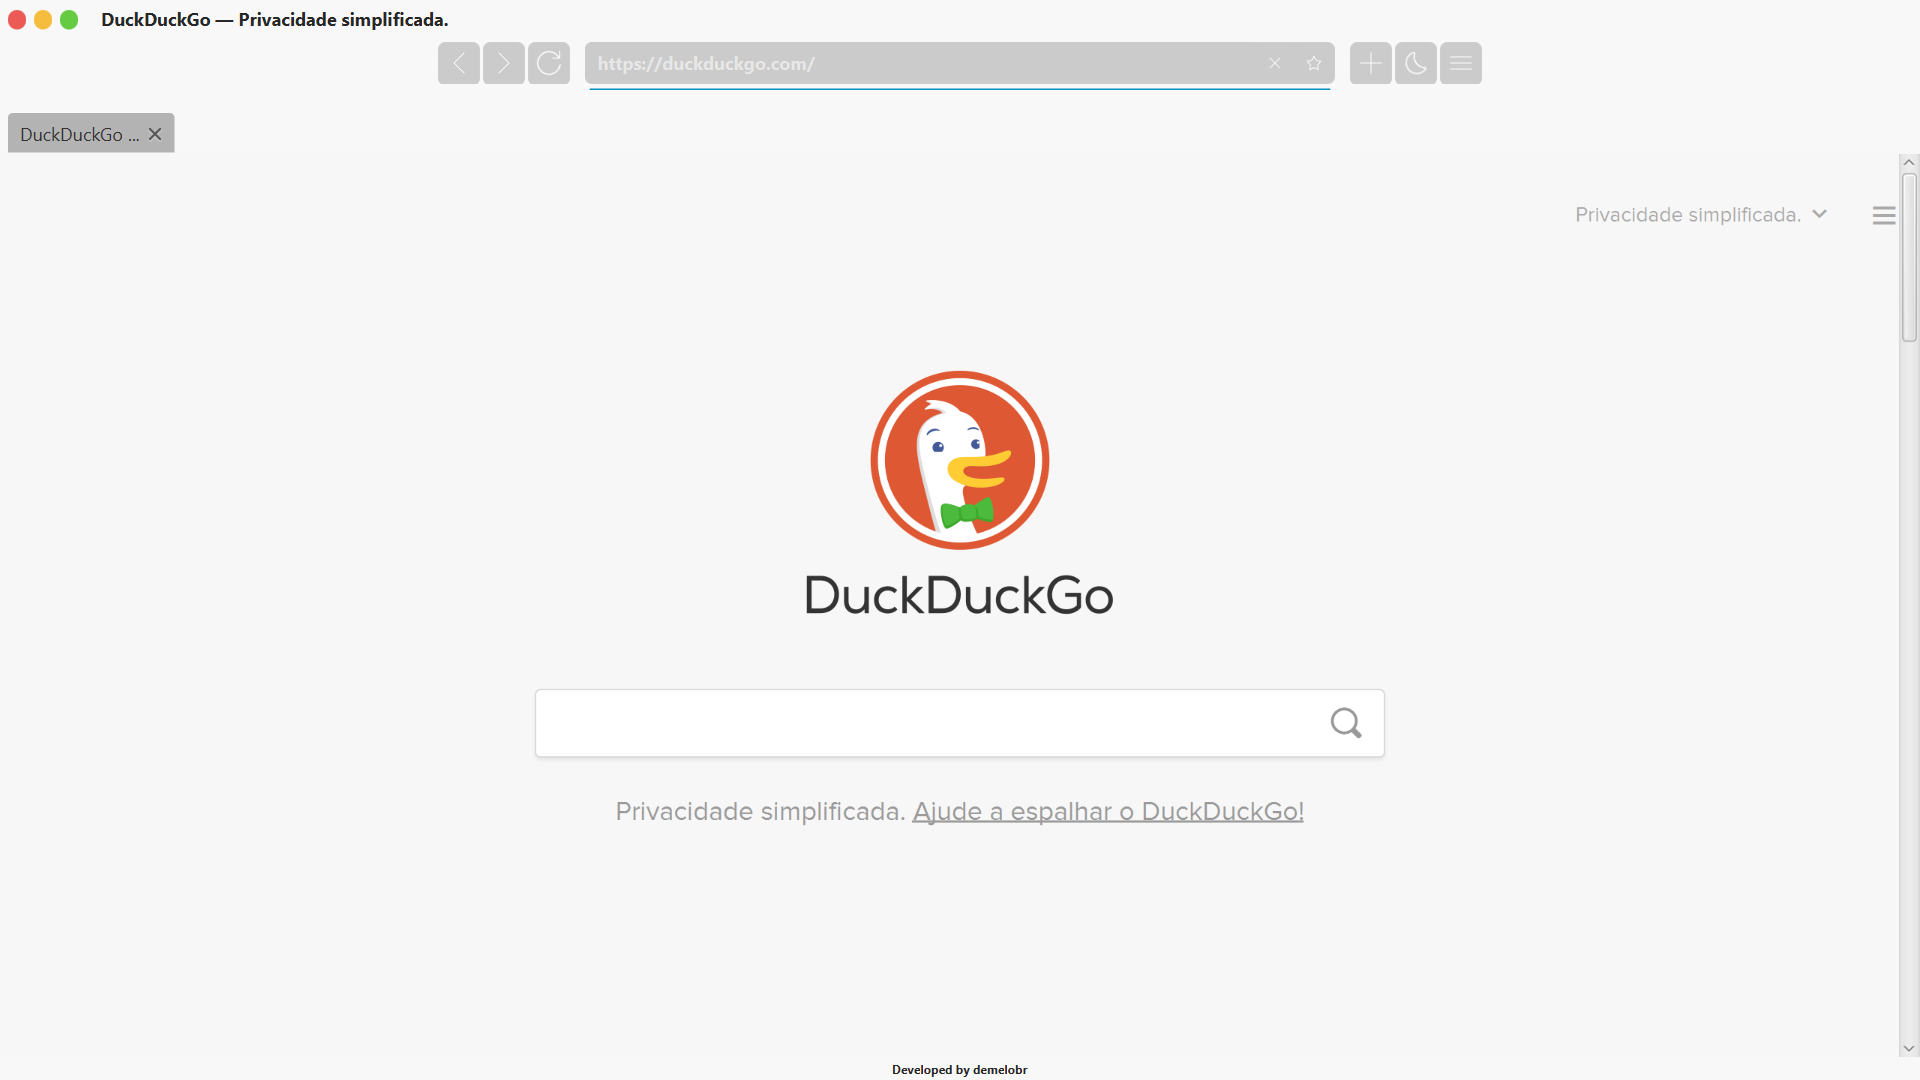 DuckDuckGo — Privacidade simplificada.
https://duckduckgo.com/
DuckDuckGo ...
Privacidade simplificada.
DuckDuckGo
Privacidade simplificada. Ajude a espalhar o DuckDuckGo!
Developed by demelobr